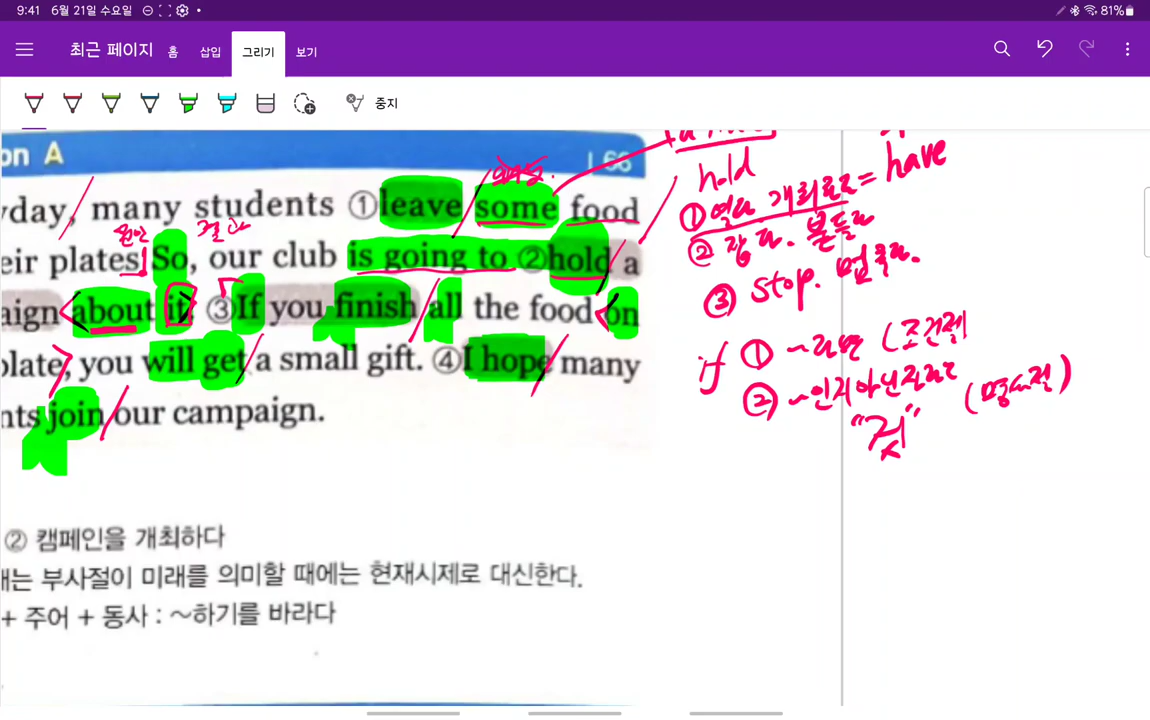 9:41 6월 21일 수요일 81%
최근 페이지 홈 삽입 그리기 보기
중지
on A
day, many students ①leave some food
have
hold
원인 결과
eir plates. So, our club is going to ②hold a
① 열다 개최하다 =
② 잡다. 붙들다
③ stop. 멈추다.
aign about it. ③If you finish all the food on
plate, you will get a small gift. ④I hope many
if ① ~라면 (조건절
② ~인지 아닌지 (명사절)
"것"
nts join our campaign.
② 캠페인을 개최하다
때는 부사절이 미래를 의미할 때에는 현재시제로 대신한다.
+ 주어 + 동사 : ~하기를 바라다